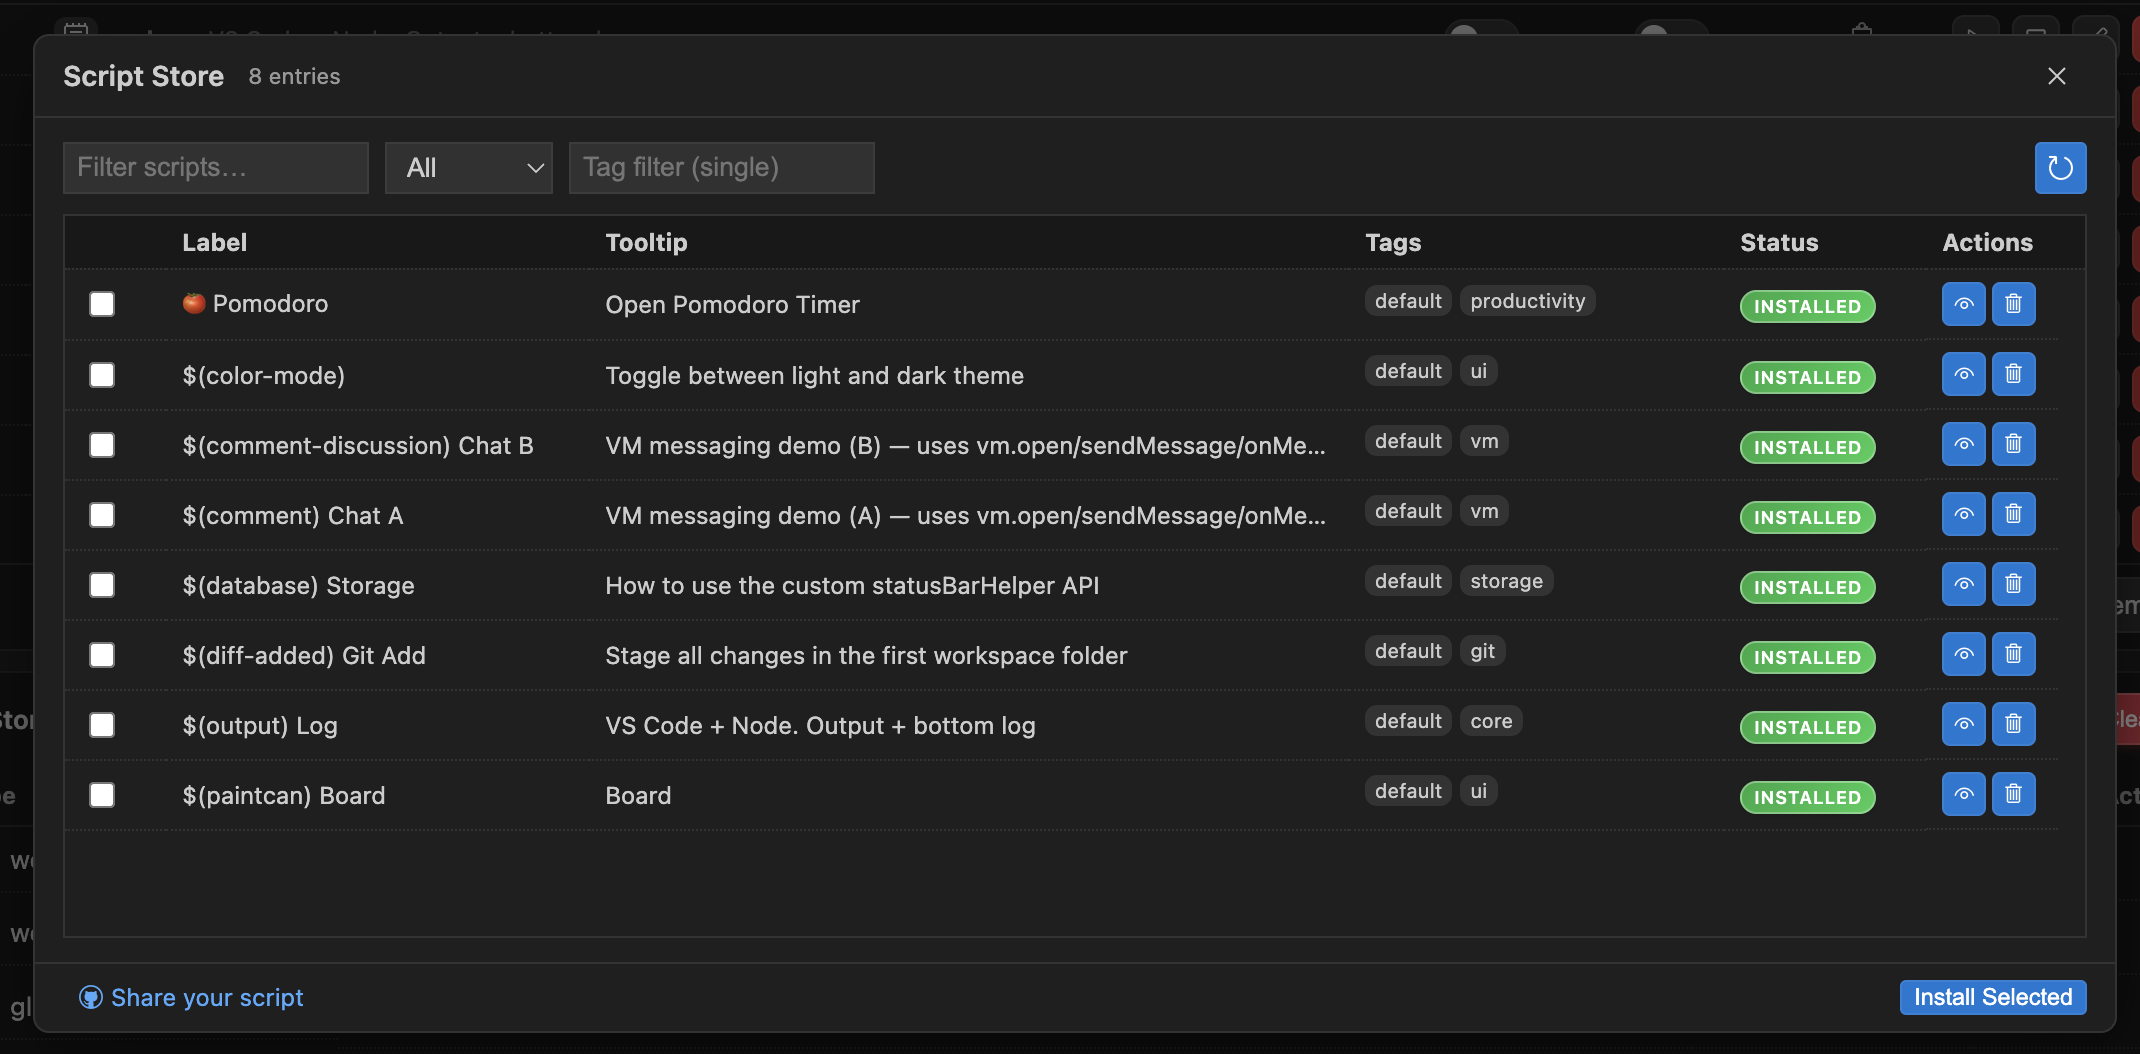 Script Store 8 entries
Filter scripts… All Tag filter (single)
Label Tooltip Tags Status Actions
🍅 Pomodoro Open Pomodoro Timer default productivity INSTALLED
$(color-mode) Toggle between light and dark theme default ui INSTALLED
$(comment-discussion) Chat B VM messaging demo (B) — uses vm.open/sendMessage/onMe... default vm INSTALLED
$(comment) Chat A VM messaging demo (A) — uses vm.open/sendMessage/onMe... default vm INSTALLED
$(database) Storage How to use the custom statusBarHelper API default storage INSTALLED
$(diff-added) Git Add Stage all changes in the first workspace folder default git INSTALLED
$(output) Log VS Code + Node. Output + bottom log default core INSTALLED
$(paintcan) Board Board default ui INSTALLED
Share your script Install Selected